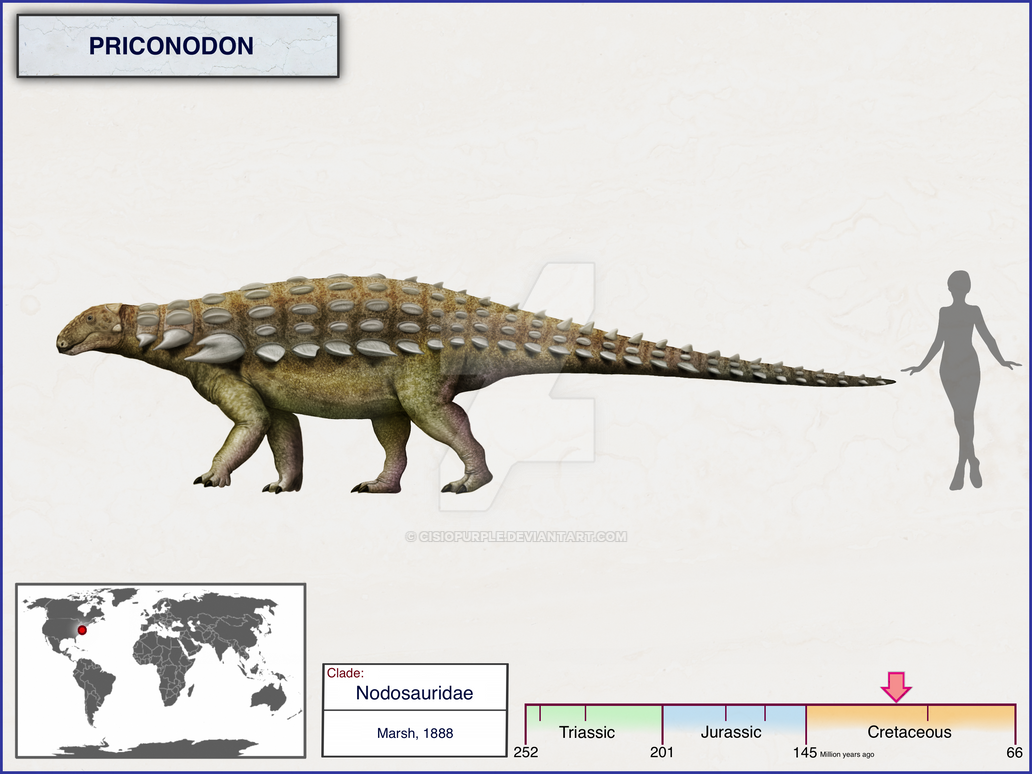 PRICONODON
© CISIOPURPLE.DEVIANTART.COM
Clade:
Nodosauridae
Marsh, 1888
Triassic
Jurassic
Cretaceous
252
201
145
Million years ago
66